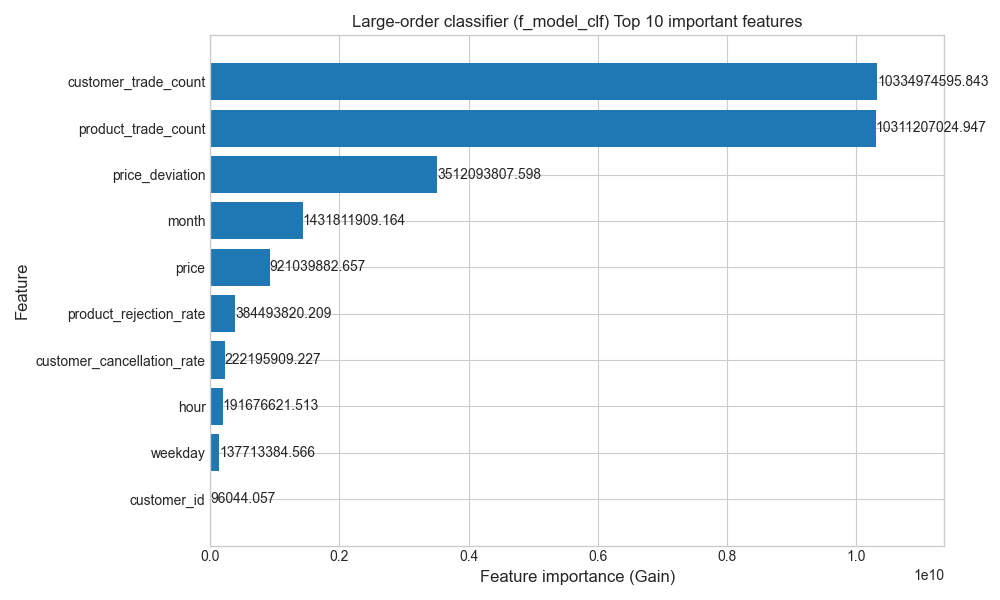 Large-order classifier (f_model_clf) Top 10 important features
Feature
customer_trade_count 10334974595.843
product_trade_count 10311207024.947
price_deviation 3512093807.598
month 1431811909.164
price 921039882.657
product_rejection_rate 384493820.209
customer_cancellation_rate 222195909.227
hour 191676621.513
weekday 137713384.566
customer_id 96044.057
0.0 0.2 0.4 0.6 0.8 1.0
1e10
Feature importance (Gain)